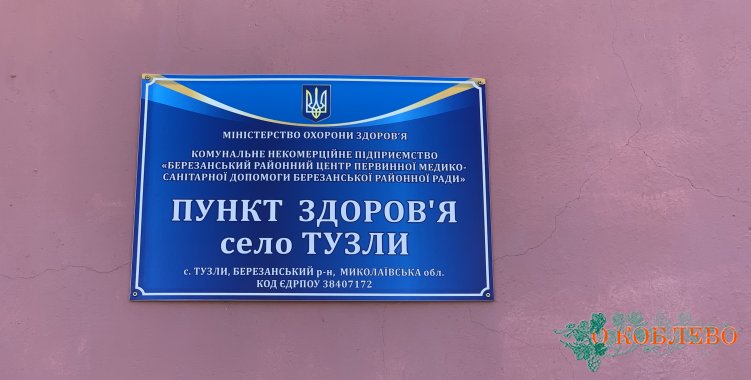 МІНІСТЕРСТВО ОХОРОНИ ЗДОРОВ'Я
КОМУНАЛЬНЕ НЕКОМЕРЦІЙНЕ ПІДПРИЄМСТВО
«БЕРЕЗАНСЬКИЙ РАЙОННИЙ ЦЕНТР ПЕРВИННОЇ МЕДИКО-
САНІТАРНОЇ ДОПОМОГИ БЕРЕЗАНСЬКОЇ РАЙОННОЇ РАДИ»
ПУНКТ ЗДОРОВ'Я
село ТУЗЛИ
с. ТУЗЛИ, БЕРЕЗАНСЬКИЙ р-н, МИКОЛАЇВСЬКА обл.
КОД ЄДРПОУ 38407172
О КОБЛЕВО